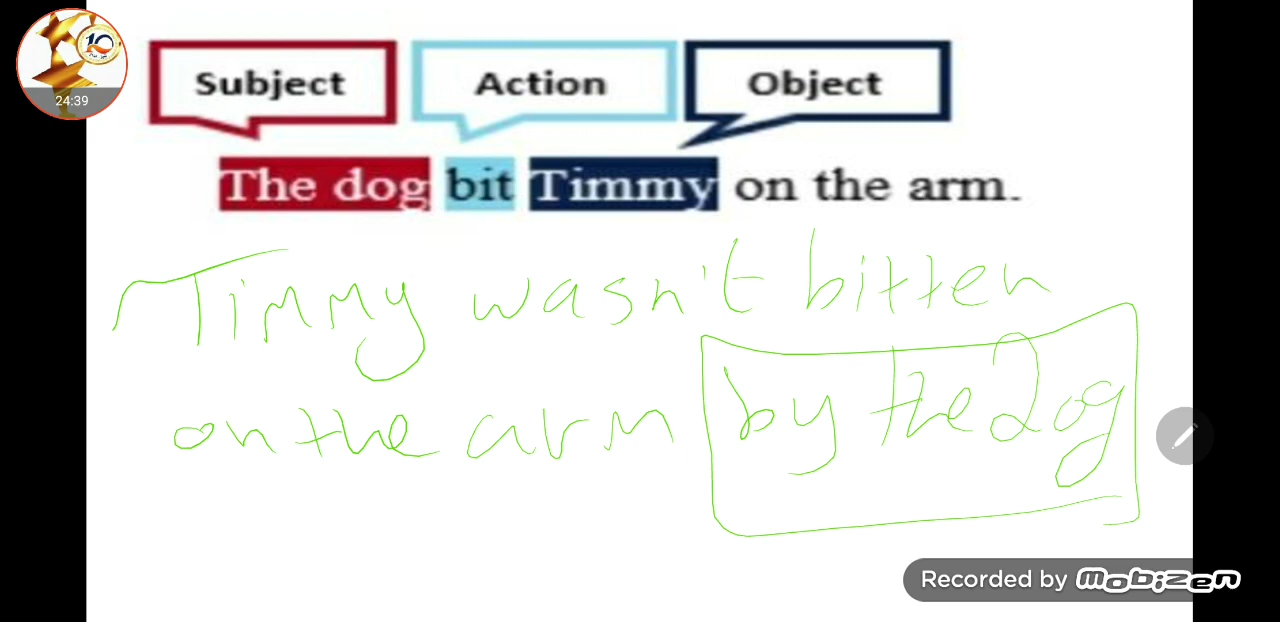 24:39
Subject Action Object
The dog bit Timmy on the arm.
Timmy wasn't bitten
on the arm by the dog
Recorded by mobizen